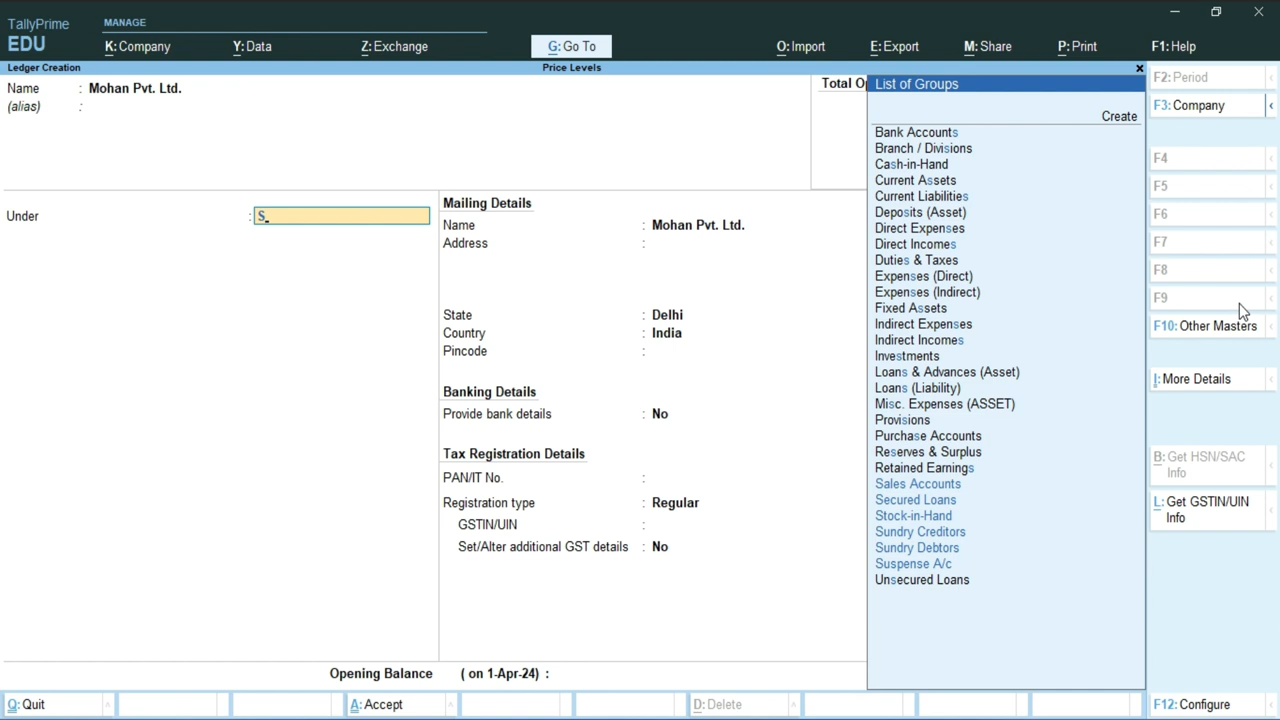 TallyPrime
EDU
MANAGE
K: Company
Y: Data
Z: Exchange
G: Go To
O: Import
E: Export
M: Share
P: Print
F1: Help
Ledger Creation
Price Levels
Name : Mohan Pvt. Ltd.
(alias) :
Total Op
Under : S
Mailing Details
Name : Mohan Pvt. Ltd.
Address :
State : Delhi
Country : India
Pincode :
Banking Details
Provide bank details : No
Tax Registration Details
PAN/IT No. :
Registration type : Regular
GSTIN/UIN :
Set/Alter additional GST details : No
Opening Balance ( on 1-Apr-24) :
List of Groups
Create
Bank Accounts
Branch / Divisions
Cash-in-Hand
Current Assets
Current Liabilities
Deposits (Asset)
Direct Expenses
Direct Incomes
Duties & Taxes
Expenses (Direct)
Expenses (Indirect)
Fixed Assets
Indirect Expenses
Indirect Incomes
Investments
Loans & Advances (Asset)
Loans (Liability)
Misc. Expenses (ASSET)
Provisions
Purchase Accounts
Reserves & Surplus
Retained Earnings
Sales Accounts
Secured Loans
Stock-in-Hand
Sundry Creditors
Sundry Debtors
Suspense A/c
Unsecured Loans
F2: Period
F3: Company
F4
F5
F6
F7
F8
F9
F10: Other Masters
I: More Details
B: Get HSN/SAC
Info
L: Get GSTIN/UIN
Info
Q: Quit
A: Accept
D: Delete
F12: Configure